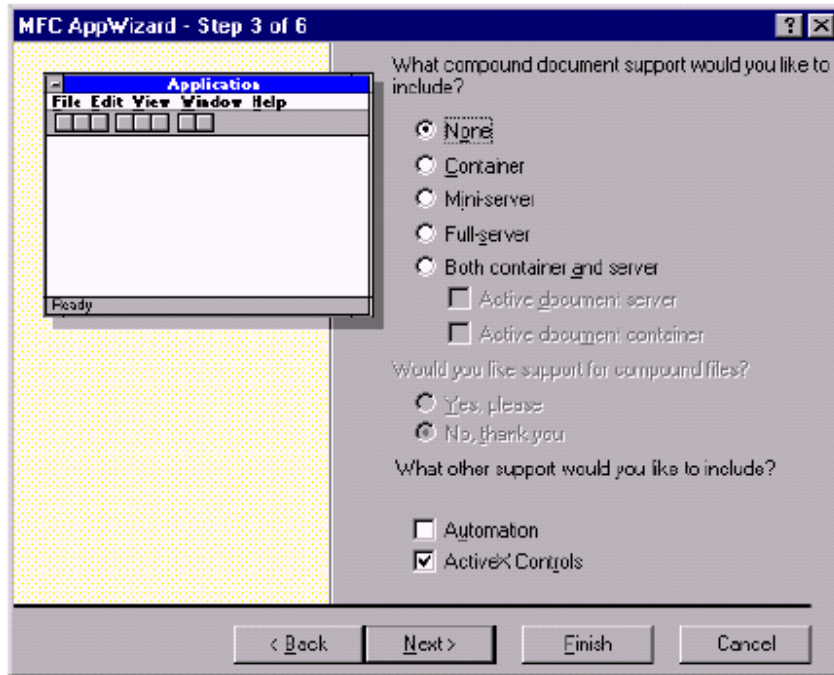 MFC AppWizard - Step 3 of 6
Application
File Edit View Window Help
Ready
What compound document support would you like to
include?
None
Container
Mini-server
Full-server
Both container and server
Active document server
Active document container
Would you like support for compound files?
Yes, please
No, thank you
What other support would you like to include?
Automation
ActiveX Controls
< Back
Next >
Finish
Cancel